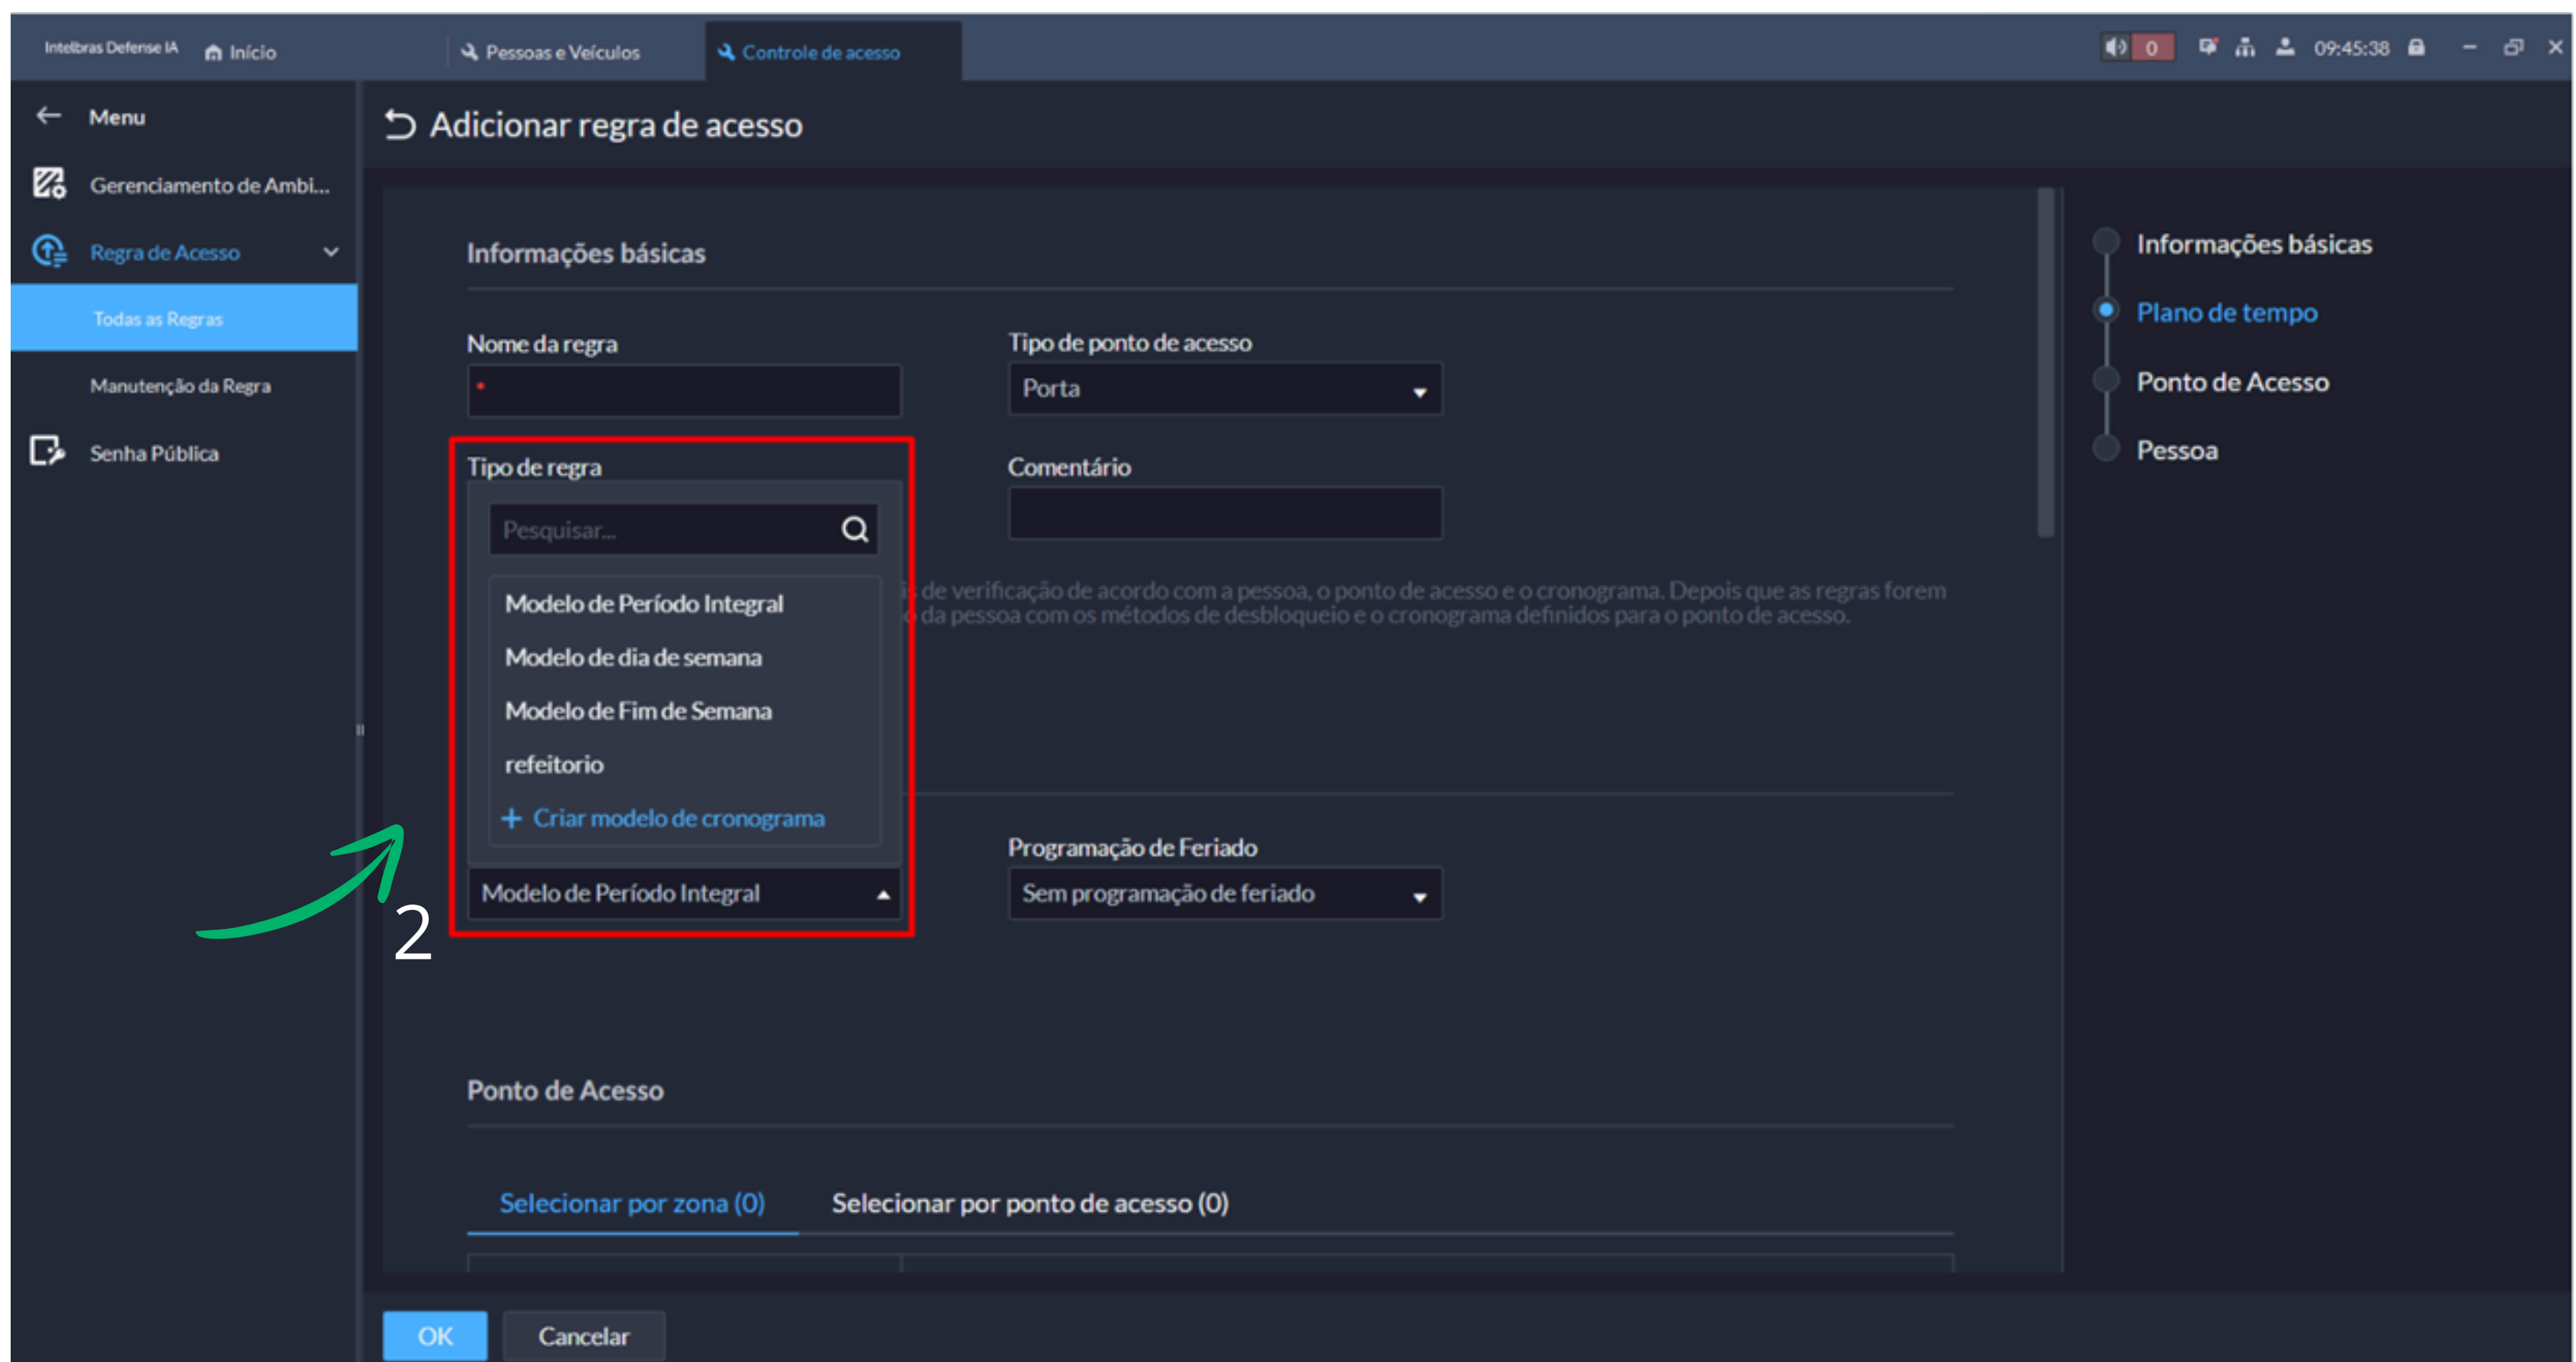 Intelbras Defense IA
Início
Pessoas e Veículos
Controle de acesso
0
09:45:38
Menu
Adicionar regra de acesso
Gerenciamento de Ambi...
Regra de Acesso
Todas as Regras
Manutenção da Regra
Senha Pública
Informações básicas
Nome da regra
Tipo de ponto de acesso
*
Porta
Tipo de regra
Comentário
Pesquisar...
de verificação de acordo com a pessoa, o ponto de acesso e o cronograma. Depois que as regras forem
da pessoa com os métodos de desbloqueio e o cronograma definidos para o ponto de acesso.
Modelo de Período Integral
Modelo de dia de semana
Modelo de Fim de Semana
refeitorio
+ Criar modelo de cronograma
Programação de Feriado
Modelo de Período Integral
Sem programação de feriado
2
Ponto de Acesso
Selecionar por zona (0)
Selecionar por ponto de acesso (0)
OK
Cancelar
Informações básicas
Plano de tempo
Ponto de Acesso
Pessoa